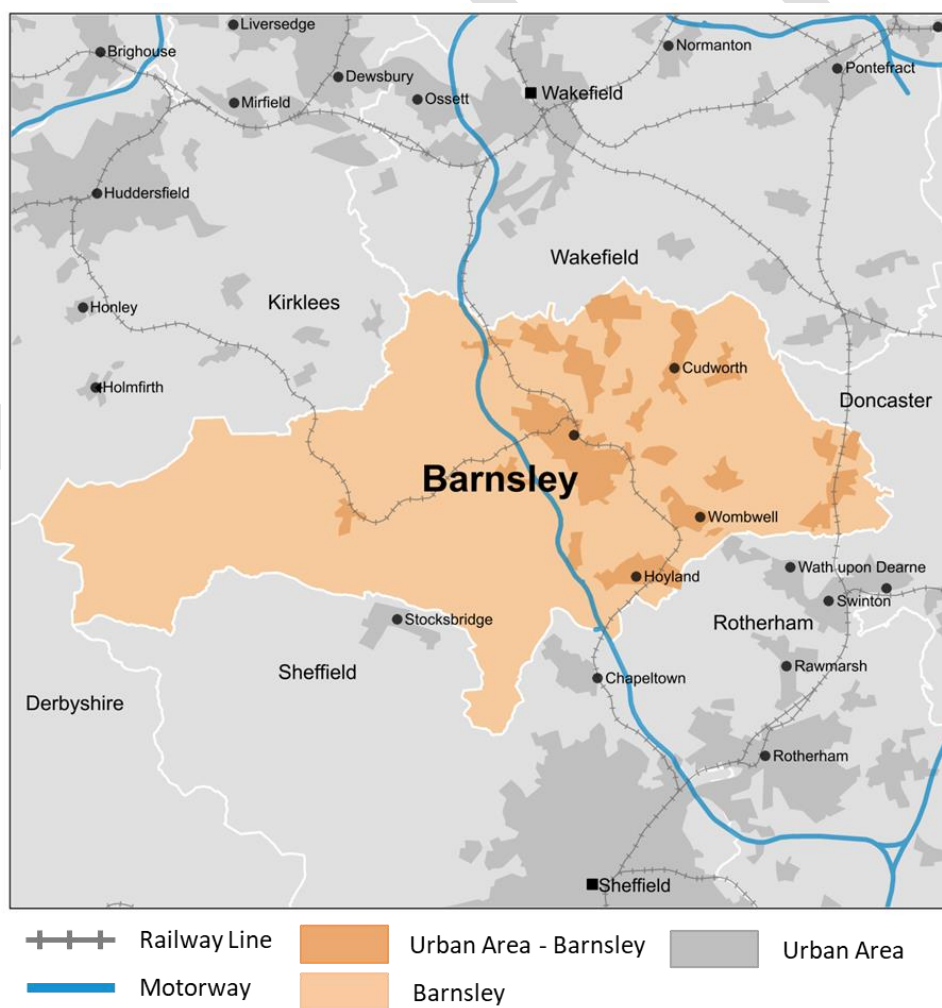 Liversedge
Brighouse
Normanton
Dewsbury
Pontefract
Mirfield
Ossett
Wakefield
Huddersfield
Wakefield
Kirklees
Honley
Cudworth
Holmfirth
Doncaster
Barnsley
Wombwell
Wath upon Dearne
Hoyland
Swinton
Stocksbridge
Rotherham
Sheffield
Rawmarsh
Chapeltown
Derbyshire
Rotherham
Sheffield
Railway Line
Urban Area - Barnsley
Urban Area
Motorway
Barnsley